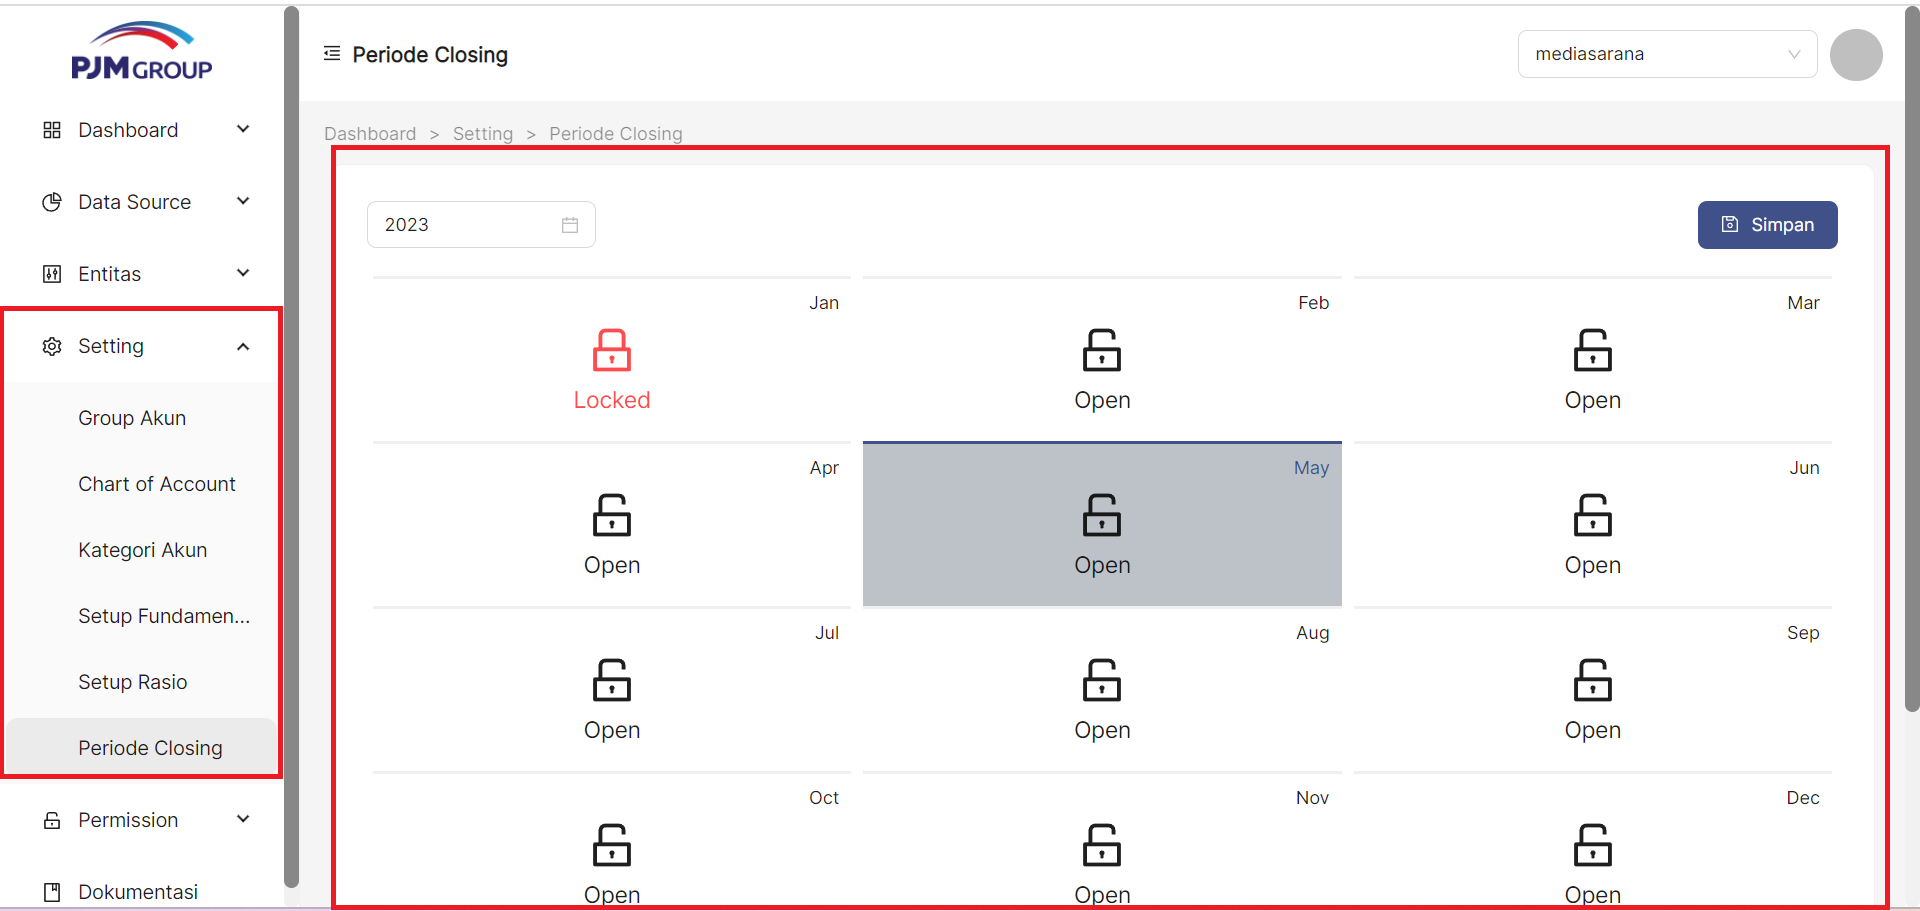 PJM GROUP
Dashboard
Data Source
Entitas
Setting
Group Akun
Chart of Account
Kategori Akun
Setup Fundamen...
Setup Rasio
Periode Closing
Permission
Dokumentasi
Periode Closing
mediasarana
Dashboard > Setting > Periode Closing
2023
Simpan
Jan
Locked
Feb
Open
Mar
Open
Apr
Open
May
Open
Jun
Open
Jul
Open
Aug
Open
Sep
Open
Oct
Open
Nov
Open
Dec
Open